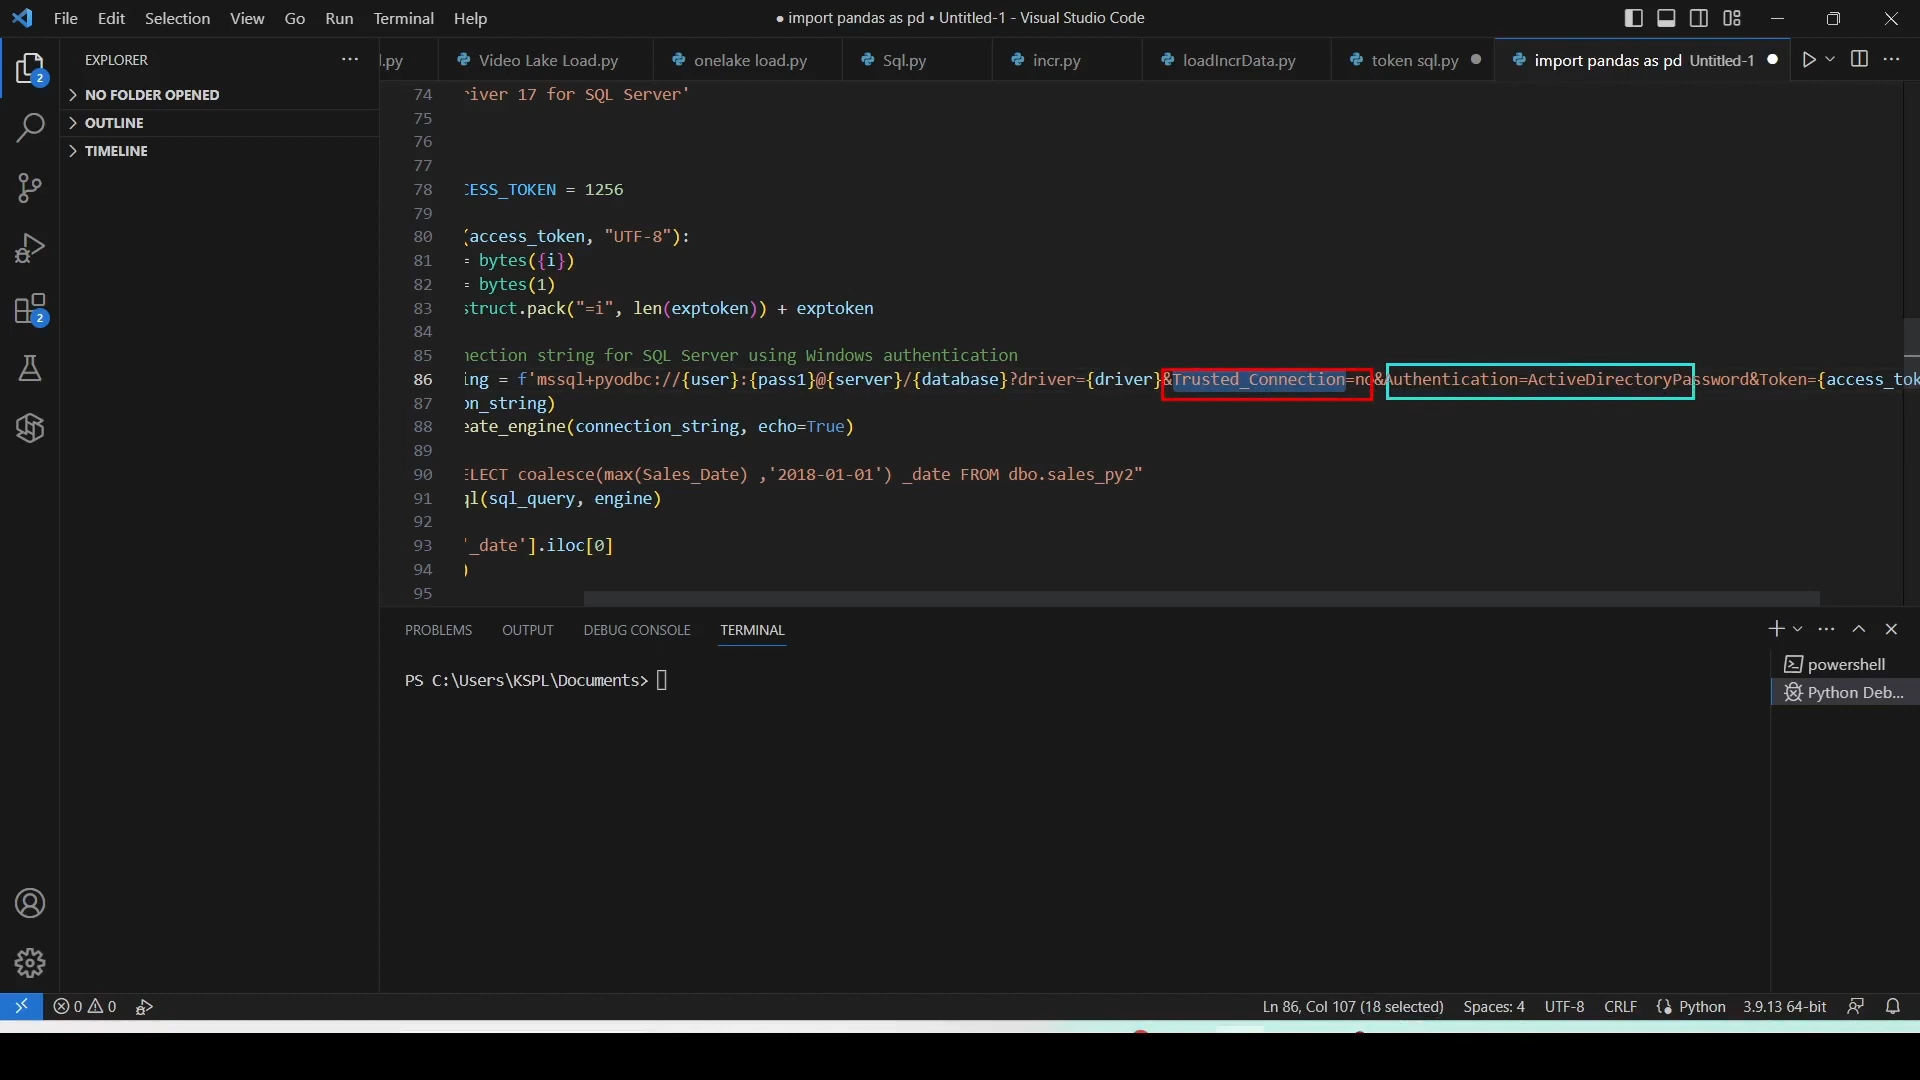 File Edit Selection View Go Run Terminal Help
● import pandas as pd • Untitled-1 - Visual Studio Code
EXPLORER
l.py
Video Lake Load.py
onelake load.py
Sql.py
incr.py
loadIncrData.py
token sql.py
import pandas as pd Untitled-1
2
NO FOLDER OPENED
OUTLINE
TIMELINE
2
74 river 17 for SQL Server'
75
76
77
78 CESS_TOKEN = 1256
79
80 (access_token, "UTF-8"):
81 = bytes({i})
82 = bytes(1)
83 struct.pack("=i", len(exptoken)) + exptoken
84
85 nection string for SQL Server using Windows authentication
86 ing = f'mssql+pyodbc://{user}:{pass1}@{server}/{database}?driver={driver}&Trusted_Connection=no&Authentication=ActiveDirectoryPassword&Token={access_tok
87 on_string)
88 eate_engine(connection_string, echo=True)
89
90 ELECT coalesce(max(Sales_Date) ,'2018-01-01') _date FROM dbo.sales_py2"
91 ql(sql_query, engine)
92
93 '_date'].iloc[0]
94 )
95
PROBLEMS OUTPUT DEBUG CONSOLE TERMINAL
PS C:\Users\KSPL\Documents>
powershell
Python Deb...
0 0
Ln 86, Col 107 (18 selected) Spaces: 4 UTF-8 CRLF Python 3.9.13 64-bit